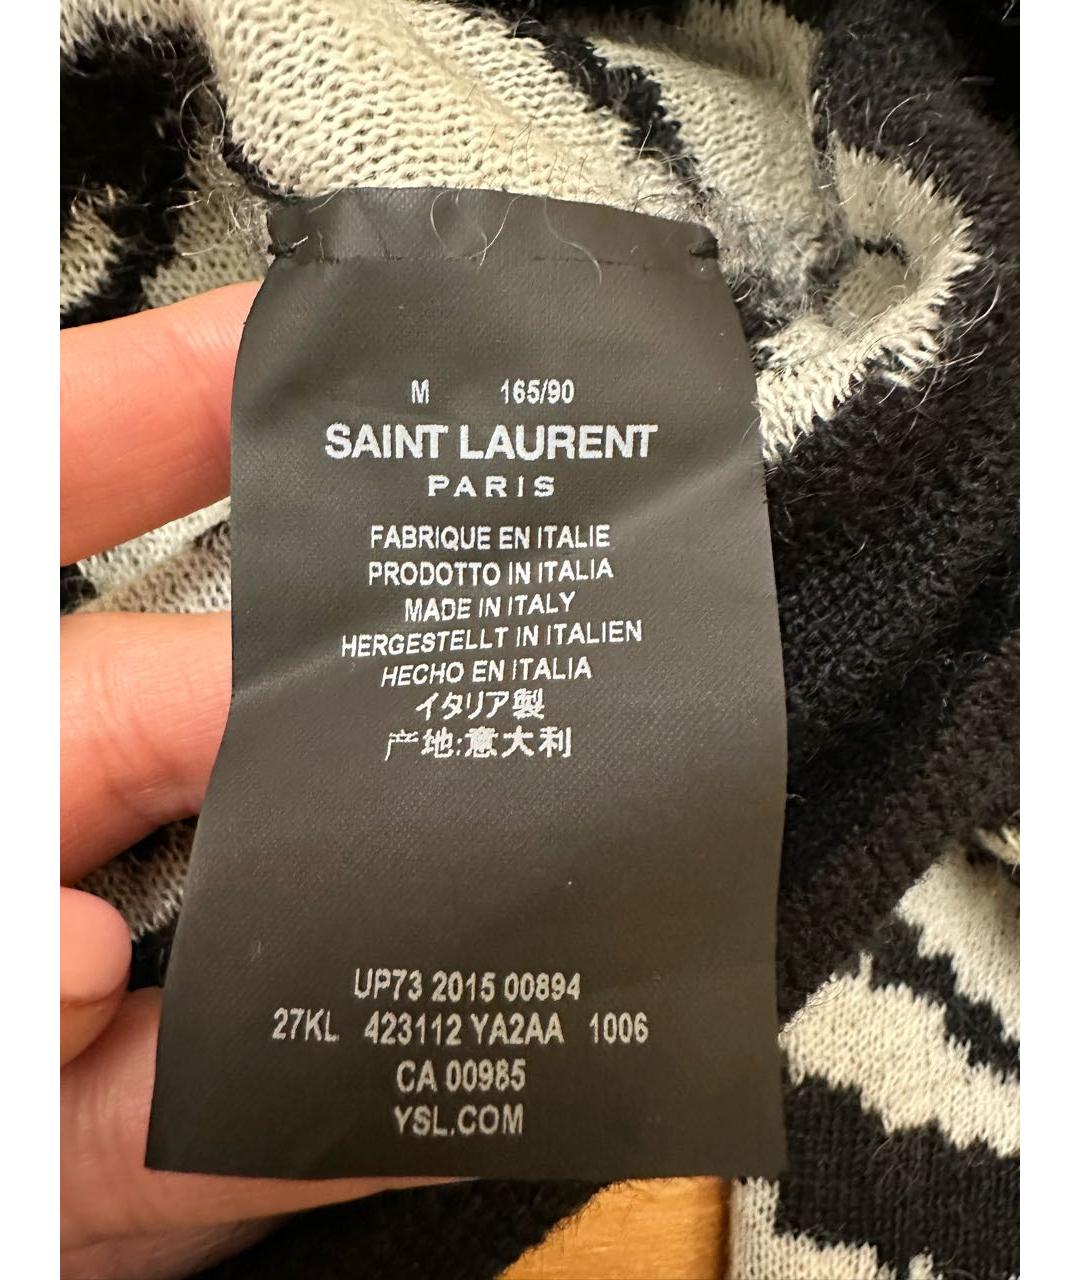 M 165/90
SAINT LAURENT
PARIS
FABRIQUE EN ITALIE
PRODOTTO IN ITALIA
MADE IN ITALY
HERGESTELLT IN ITALIEN
HECHO EN ITALIA
イタリア製
产地:意大利
UP73 2015 00894
27KL 423112 YA2AA 1006
CA 00985
YSL.COM